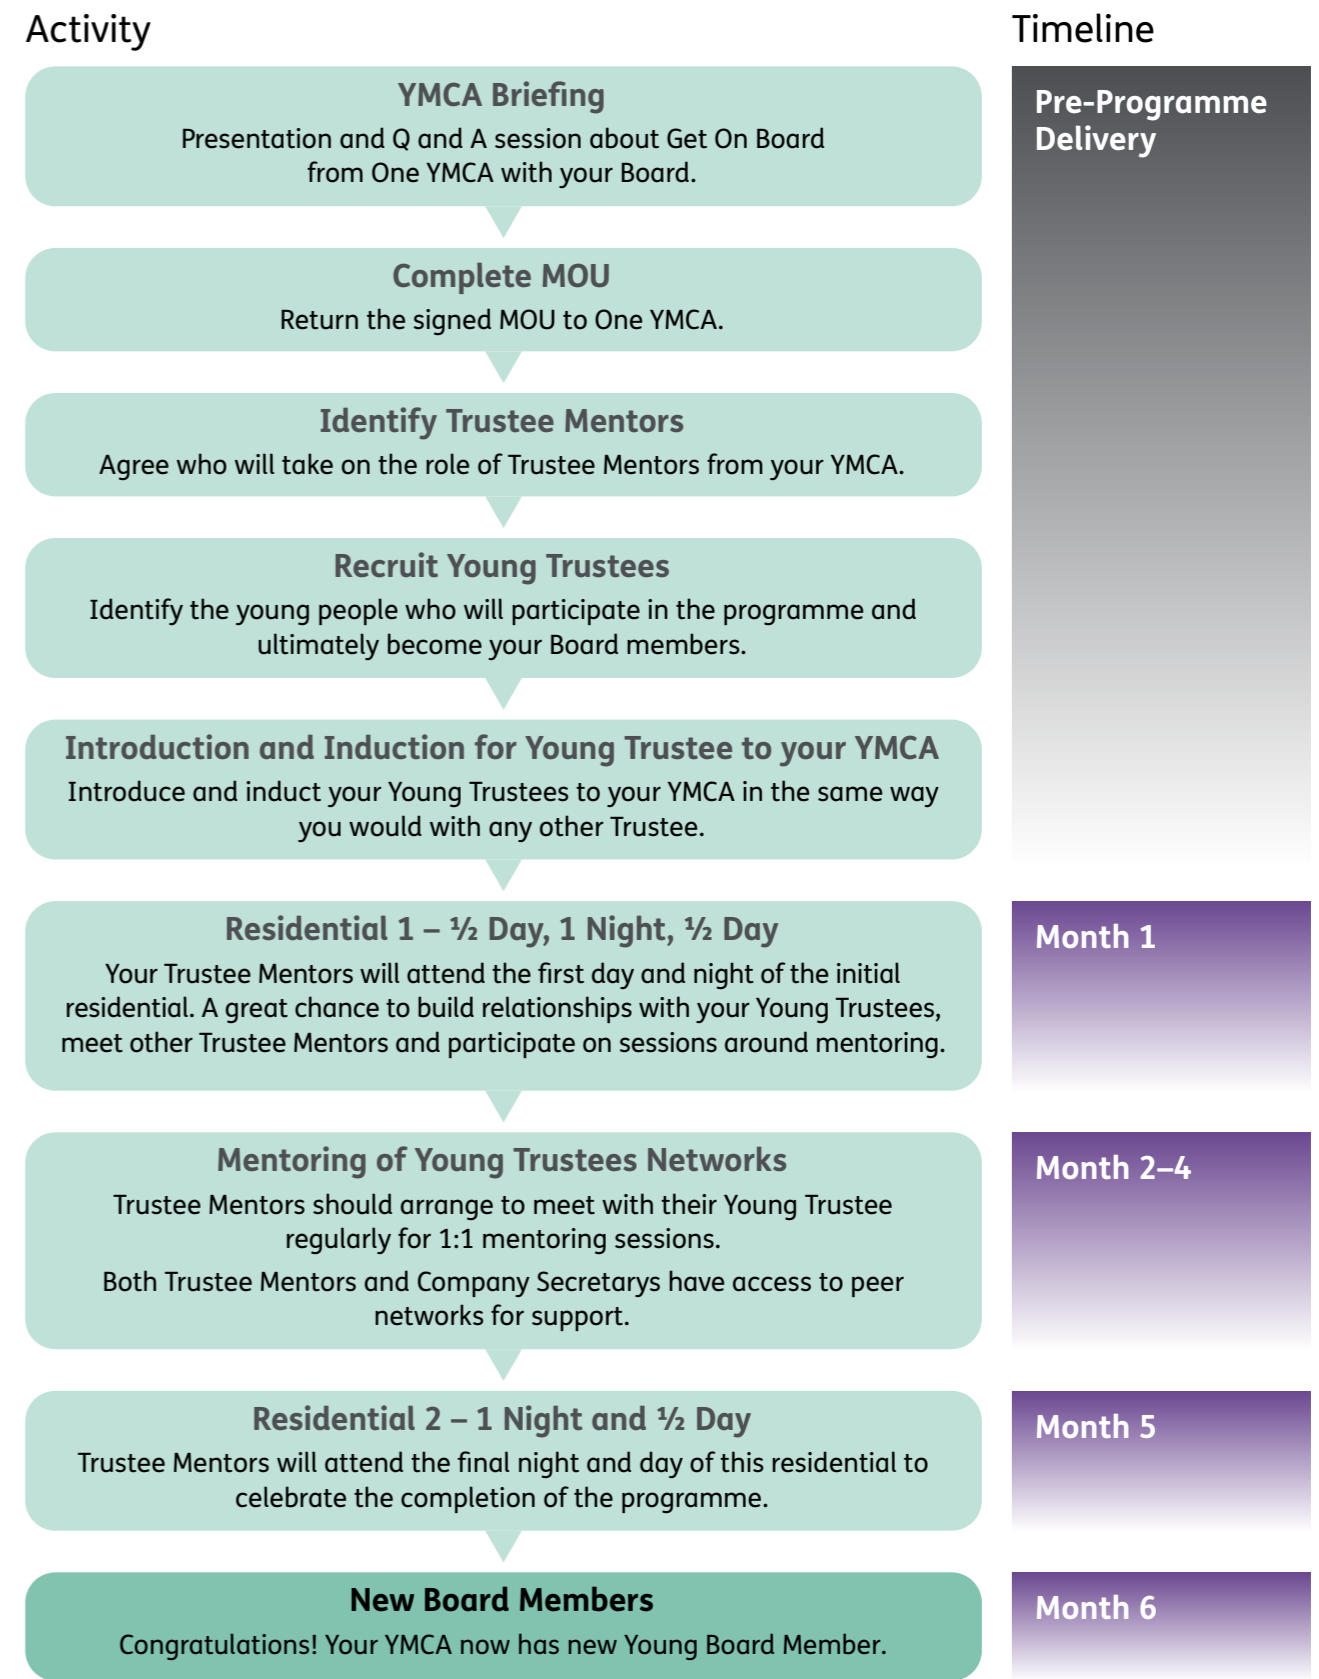 Activity
Timeline
YMCA Briefing
Presentation and Q and A session about Get On Board
from One YMCA with your Board.
Pre-Programme
Delivery
Complete MOU
Return the signed MOU to One YMCA.
Identify Trustee Mentors
Agree who will take on the role of Trustee Mentors from your YMCA.
Recruit Young Trustees
Identify the young people who will participate in the programme and
ultimately become your Board members.
Introduction and Induction for Young Trustee to your YMCA
Introduce and induct your Young Trustees to your YMCA in the same way
you would with any other Trustee.
Residential 1 – ½ Day, 1 Night, ½ Day
Your Trustee Mentors will attend the first day and night of the initial
residential. A great chance to build relationships with your Young Trustees,
meet other Trustee Mentors and participate on sessions around mentoring.
Month 1
Mentoring of Young Trustees Networks
Trustee Mentors should arrange to meet with their Young Trustee
regularly for 1:1 mentoring sessions.
Both Trustee Mentors and Company Secretarys have access to peer
networks for support.
Month 2–4
Residential 2 – 1 Night and ½ Day
Trustee Mentors will attend the final night and day of this residential to
celebrate the completion of the programme.
Month 5
New Board Members
Congratulations! Your YMCA now has new Young Board Member.
Month 6